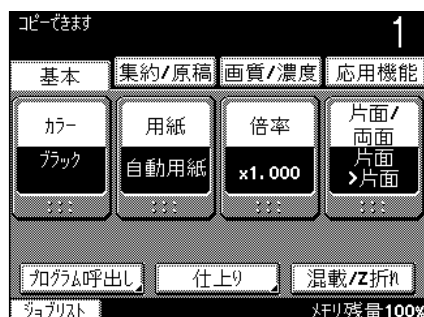 コピーできます
1
基本 集約/原稿 画質/濃度 応用機能
カラー 用紙 倍率 片面/
両面
ブラック 自動用紙 x1.000 片面
>片面
プログラム呼出し 仕上り 混載/Z折れ
ジョブリスト メモリ残量100%